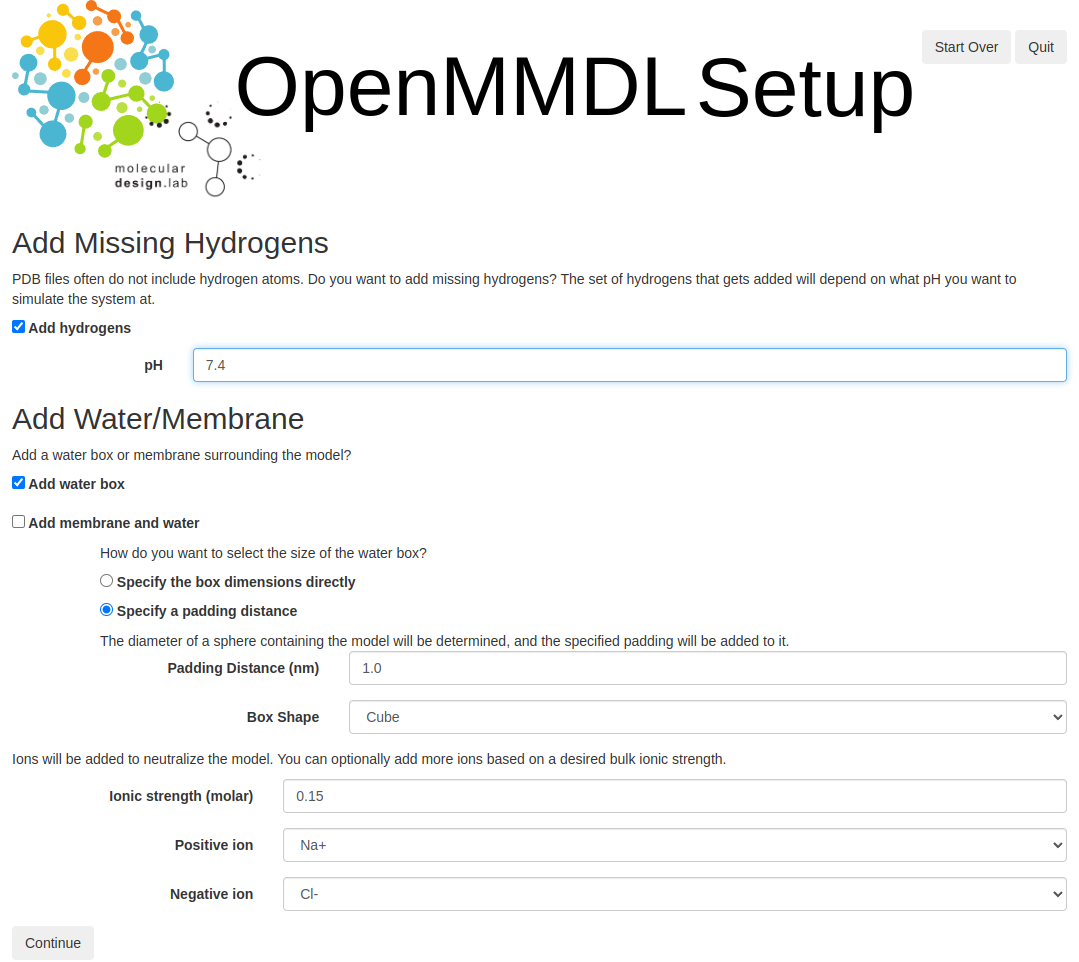 OpenMMDL Setup
Start Over
Quit
molecular
design.lab
Add Missing Hydrogens
PDB files often do not include hydrogen atoms. Do you want to add missing hydrogens? The set of hydrogens that gets added will depend on what pH you want to
simulate the system at.
Add hydrogens
pH
7.4
Add Water/Membrane
Add a water box or membrane surrounding the model?
Add water box
Add membrane and water
How do you want to select the size of the water box?
Specify the box dimensions directly
Specify a padding distance
The diameter of a sphere containing the model will be determined, and the specified padding will be added to it.
Padding Distance (nm)
1.0
Box Shape
Cube
Ions will be added to neutralize the model. You can optionally add more ions based on a desired bulk ionic strength.
Ionic strength (molar)
0.15
Positive ion
Na+
Negative ion
Cl-
Continue